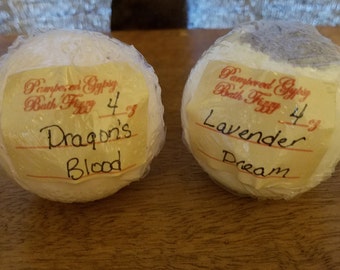 Pampered Gypsy
Bath Fizzy
4 oz
Dragon's
Blood
Pampered Gypsy
Bath Fizzy
4 oz
Lavender
Dream